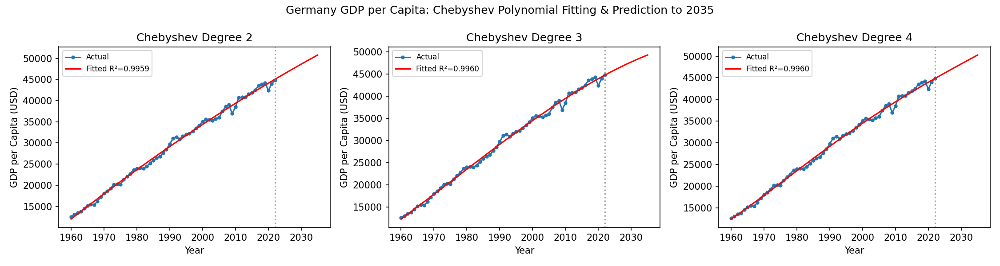 Germany GDP per Capita: Chebyshev Polynomial Fitting & Prediction to 2035
Chebyshev Degree 2
Actual
Fitted R²=0.9959
50000
45000
40000
35000
30000
25000
20000
15000
GDP per Capita (USD)
1960 1970 1980 1990 2000 2010 2020 2030
Year
Chebyshev Degree 3
Actual
Fitted R²=0.9960
50000
45000
40000
35000
30000
25000
20000
15000
GDP per Capita (USD)
1960 1970 1980 1990 2000 2010 2020 2030
Year
Chebyshev Degree 4
Actual
Fitted R²=0.9960
50000
45000
40000
35000
30000
25000
20000
15000
GDP per Capita (USD)
1960 1970 1980 1990 2000 2010 2020 2030
Year